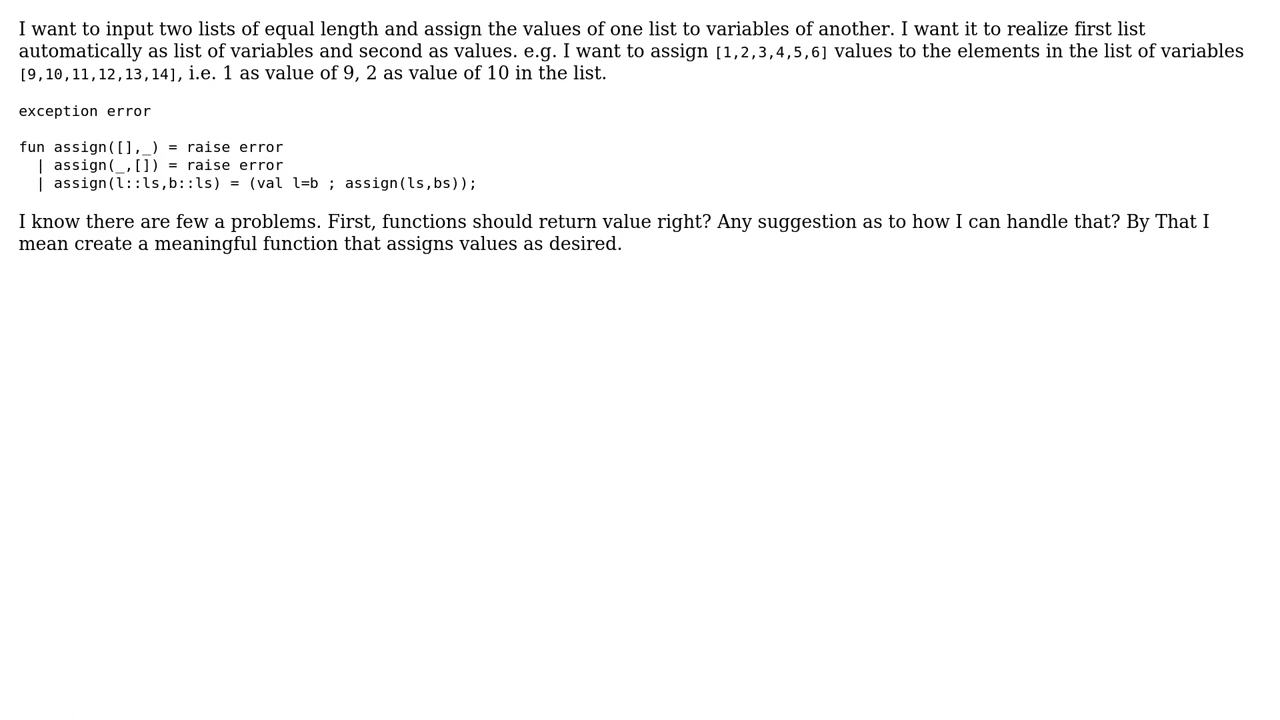 I want to input two lists of equal length and assign the values of one list to variables of another. I want it to realize first list
automatically as list of variables and second as values. e.g. I want to assign [1,2,3,4,5,6] values to the elements in the list of variables
[9,10,11,12,13,14], i.e. 1 as value of 9, 2 as value of 10 in the list.
exception error
fun assign([],_) = raise error
  | assign(_,[]) = raise error
  | assign(l::ls,b::ls) = (val l=b ; assign(ls,bs));
I know there are few a problems. First, functions should return value right? Any suggestion as to how I can handle that? By That I
mean create a meaningful function that assigns values as desired.